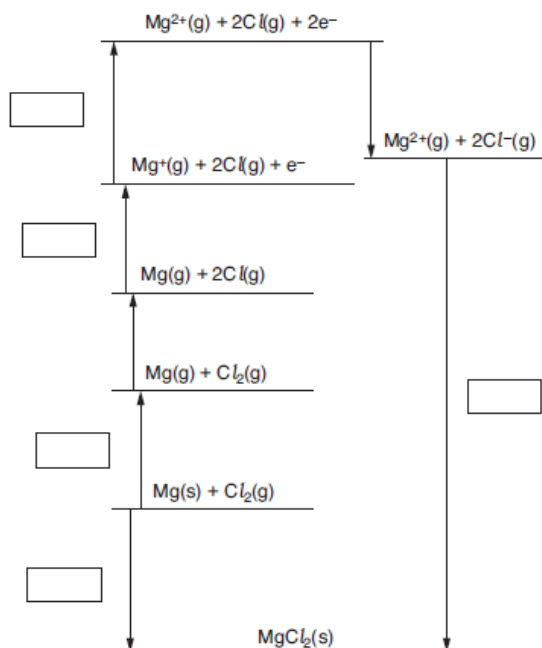 Mg²⁺(g) + 2Cl(g) + 2e⁻
Mg²⁺(g) + 2Cl⁻(g)
Mg⁺(g) + 2Cl(g) + e⁻
Mg(g) + 2Cl(g)
Mg(g) + Cl₂(g)
Mg(s) + Cl₂(g)
MgCl₂(s)